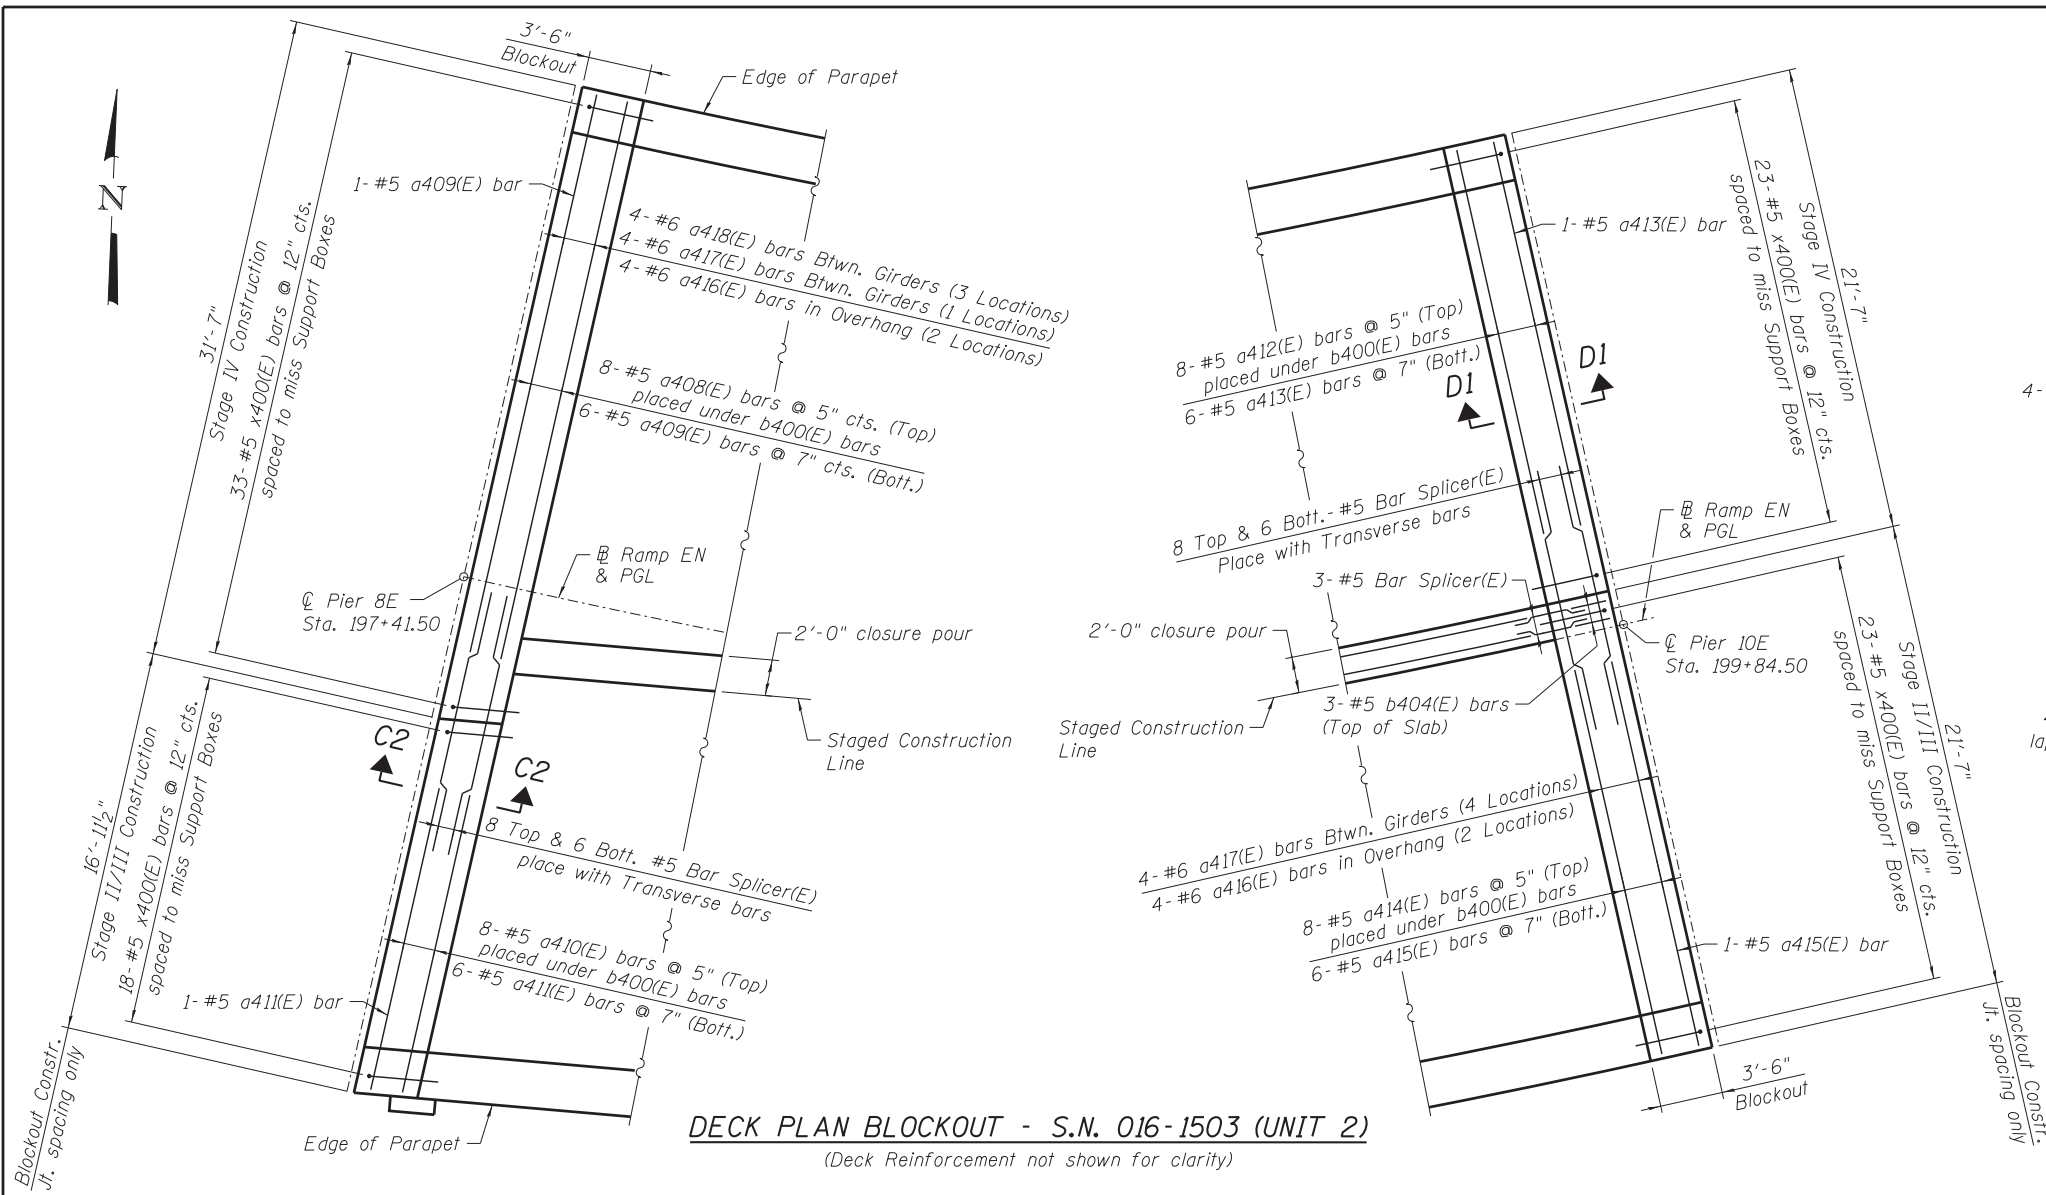 3'-6"
Blockout
Edge of Parapet
N
1-#5 a409(E) bar
31'-7"
Stage IV Construction
33-#5 x400(E) bars @ 12" cts.
spaced to miss Support Boxes
4-#6 a418(E) bars Btwn. Girders (3 Locations)
4-#6 a417(E) bars Btwn. Girders (1 Locations)
4-#6 a416(E) bars in Overhang (2 Locations)
8-#5 a408(E) bars @ 5" cts. (Top)
placed under b400(E) bars
6-#5 a409(E) bars @ 7" cts. (Bott.)
℄ Ramp EN
& PGL
℄ Pier 8E
Sta. 197+41.50
2'-0" closure pour
Staged Construction
Line
C2
C2
16'-11½"
Stage II/III Construction
18-#5 x400(E) bars @ 12" cts.
spaced to miss Support Boxes
8 Top & 6 Bott. #5 Bar Splicer(E)
place with Transverse bars
8-#5 a410(E) bars @ 5" (Top)
placed under b400(E) bars
6-#5 a411(E) bars @ 7" (Bott.)
1-#5 a411(E) bar
Blockout Constr.
Jt. spacing only
Edge of Parapet
1-#5 a413(E) bar
21'-7"
Stage IV Construction
23-#5 x400(E) bars @ 12" cts.
spaced to miss Support Boxes
8-#5 a412(E) bars @ 5" (Top)
placed under b400(E) bars
6-#5 a413(E) bars @ 7" (Bott.)
D1
D1
8 Top & 6 Bott.-#5 Bar Splicer(E)
Place with Transverse bars
℄ Ramp EN
& PGL
3-#5 Bar Splicer(E)
2'-0" closure pour
℄ Pier 10E
Sta. 199+84.50
3-#5 b404(E) bars
(Top of Slab)
Staged Construction
Line
21'-7"
Stage II/III Construction
23-#5 x400(E) bars @ 12" cts.
spaced to miss Support Boxes
4-#6 a417(E) bars Btwn. Girders (4 Locations)
4-#6 a416(E) bars in Overhang (2 Locations)
8-#5 a414(E) bars @ 5" (Top)
placed under b400(E) bars
6-#5 a415(E) bars @ 7" (Bott.)
1-#5 a415(E) bar
3'-6"
Blockout
Blockout Constr.
Jt. spacing only
4-
DECK PLAN BLOCKOUT - S.N. 016-1503 (UNIT 2)
(Deck Reinforcement not shown for clarity)